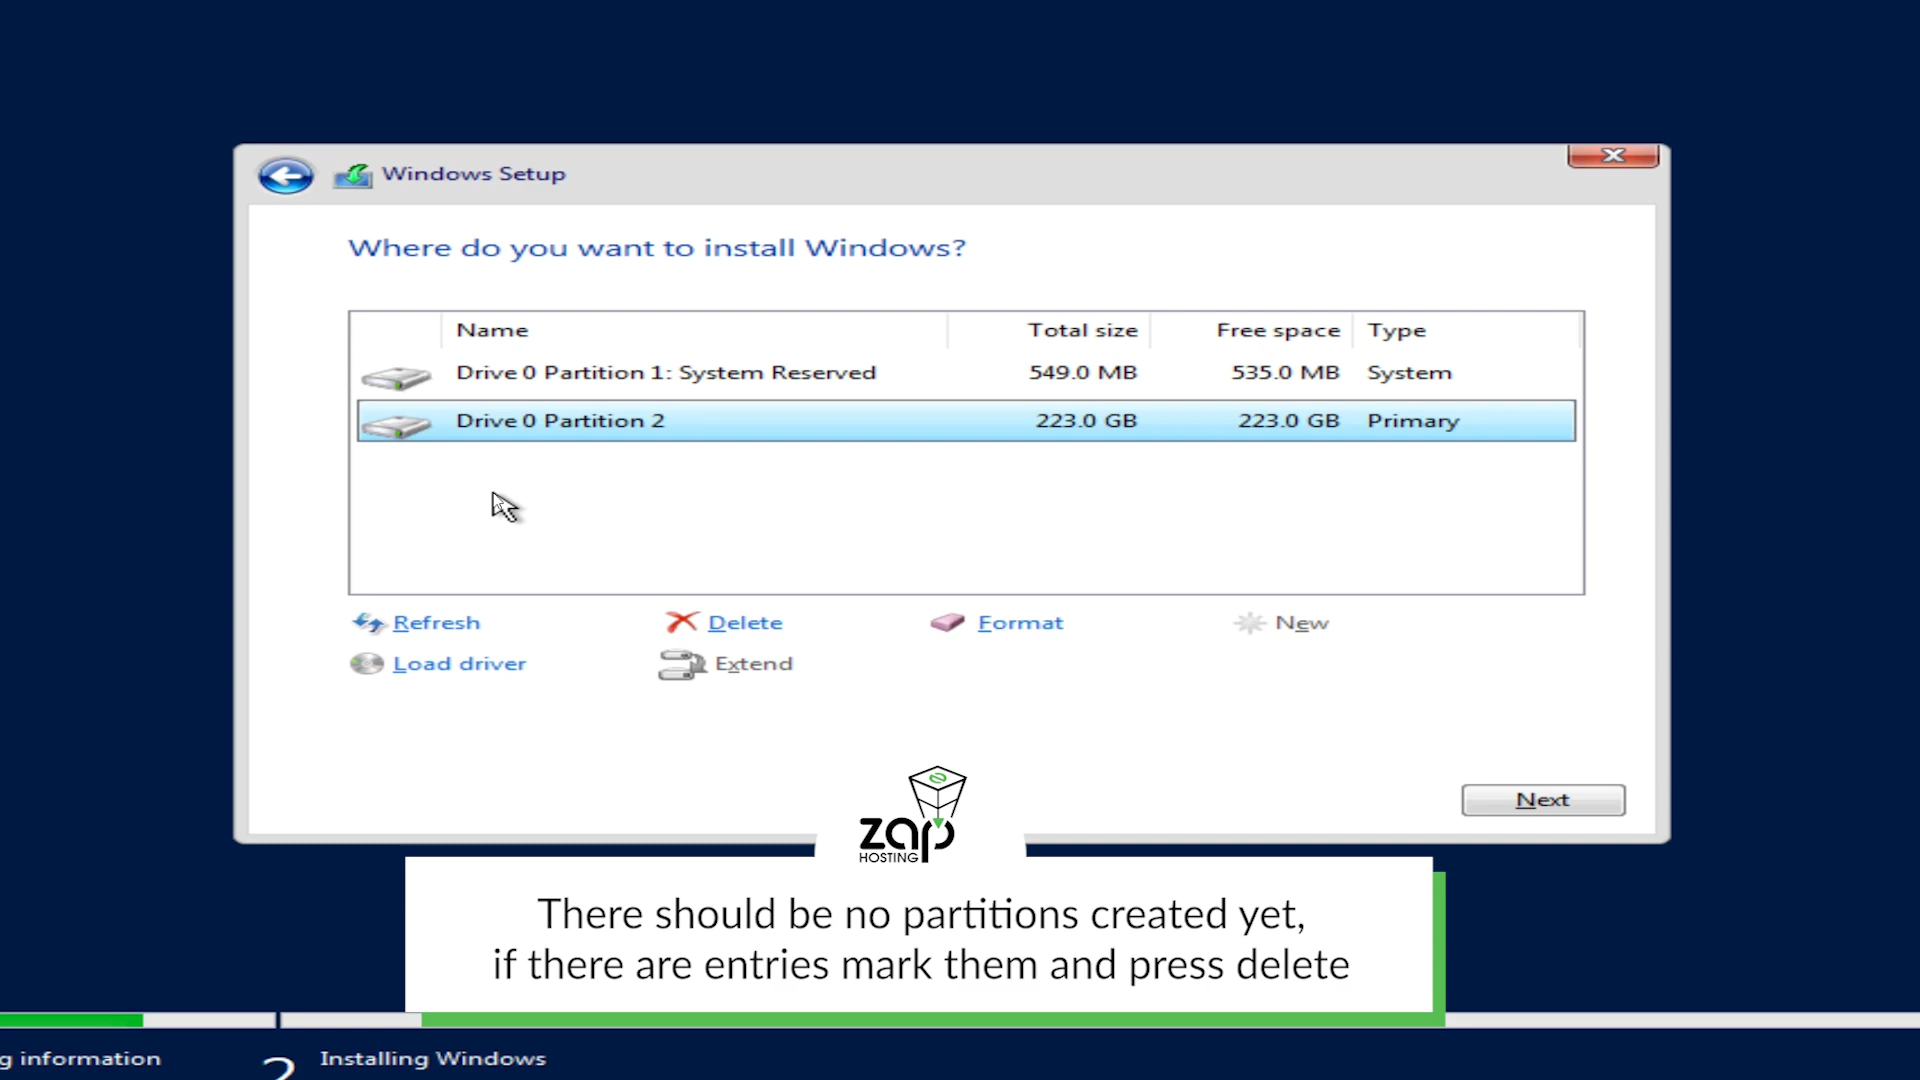 Windows Setup
Where do you want to install Windows?
Name Total size Free space Type
Drive 0 Partition 1: System Reserved 549.0 MB 535.0 MB System
Drive 0 Partition 2 223.0 GB 223.0 GB Primary
Refresh Delete Format New
Load driver Extend
Next
zap
HOSTING
There should be no partitions created yet,
if there are entries mark them and press delete
g information 2 Installing Windows